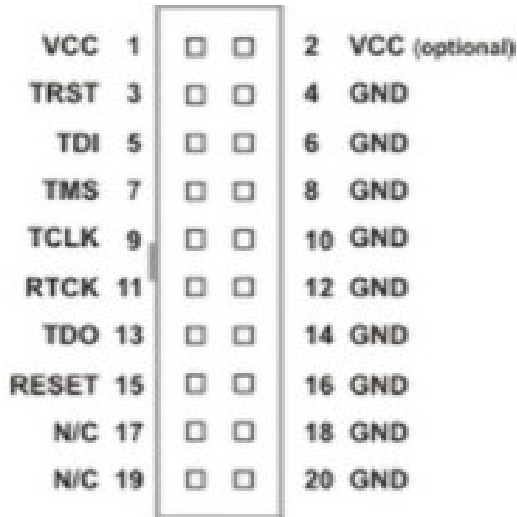 VCC 1 2 VCC (optional)
TRST 3 4 GND
TDI 5 6 GND
TMS 7 8 GND
TCLK 9 10 GND
RTCK 11 12 GND
TDO 13 14 GND
RESET 15 16 GND
N/C 17 18 GND
N/C 19 20 GND